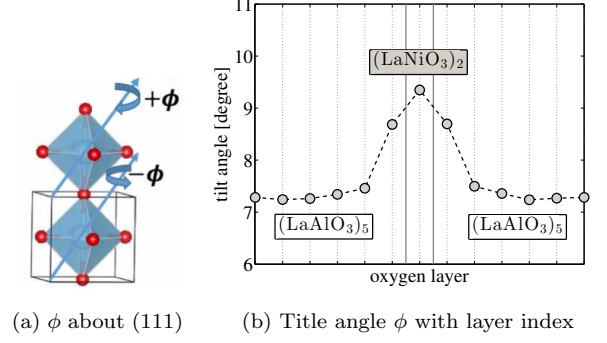 +ϕ
-ϕ
11
10
9
8
7
6
tilt angle [degree]
(LaNiO₃)₂
(LaAlO₃)₅
(LaAlO₃)₅
oxygen layer
(a) ϕ about (111)
(b) Title angle ϕ with layer index